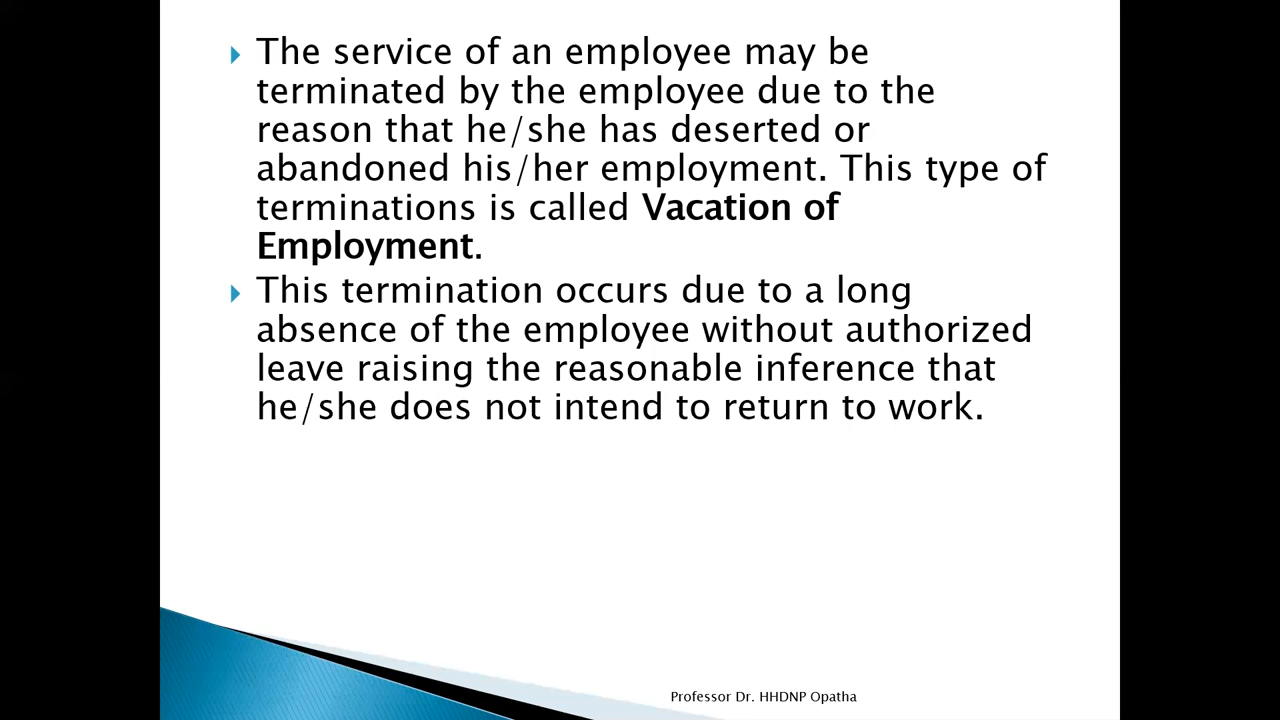 The service of an employee may be
terminated by the employee due to the
reason that he/she has deserted or
abandoned his/her employment. This type of
terminations is called Vacation of
Employment.
This termination occurs due to a long
absence of the employee without authorized
leave raising the reasonable inference that
he/she does not intend to return to work.
Professor Dr. HHDNP Opatha